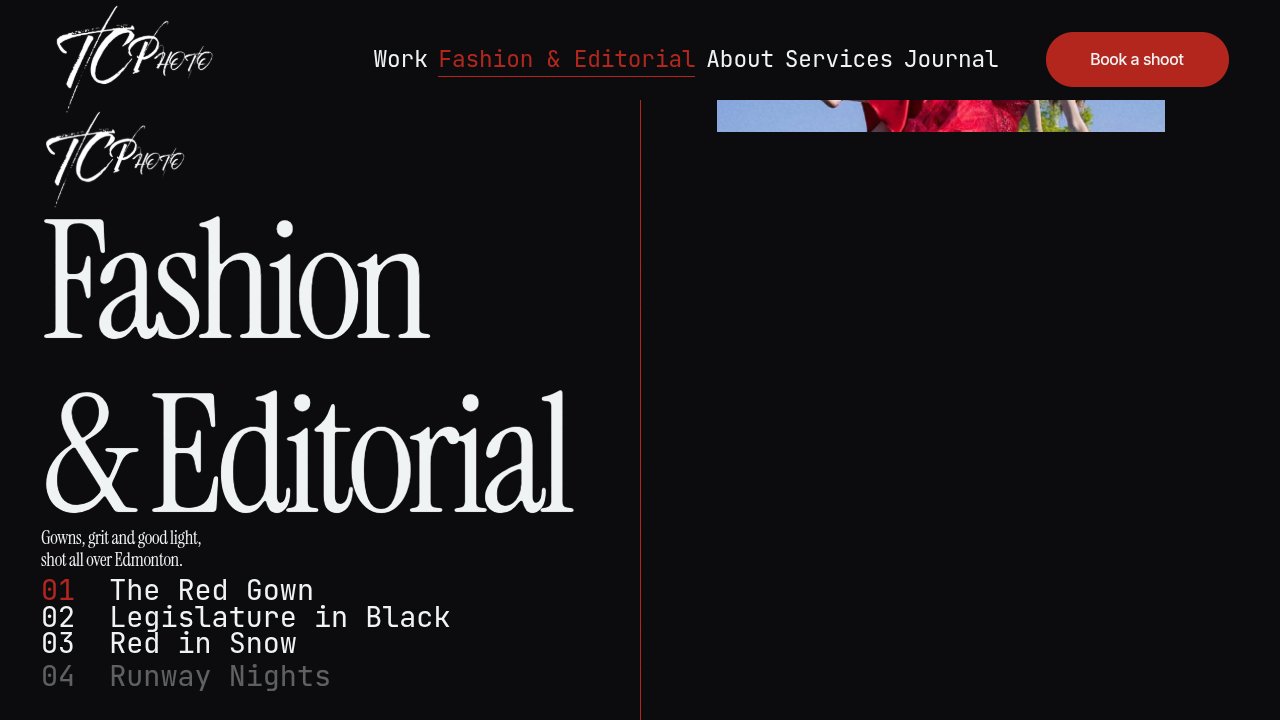 TCPHOTO
Work Fashion & Editorial About Services Journal Book a shoot
TCPHOTO
Fashion
& Editorial
Gowns, grit and good light,
shot all over Edmonton.
01 The Red Gown
02 Legislature in Black
03 Red in Snow
04 Runway Nights